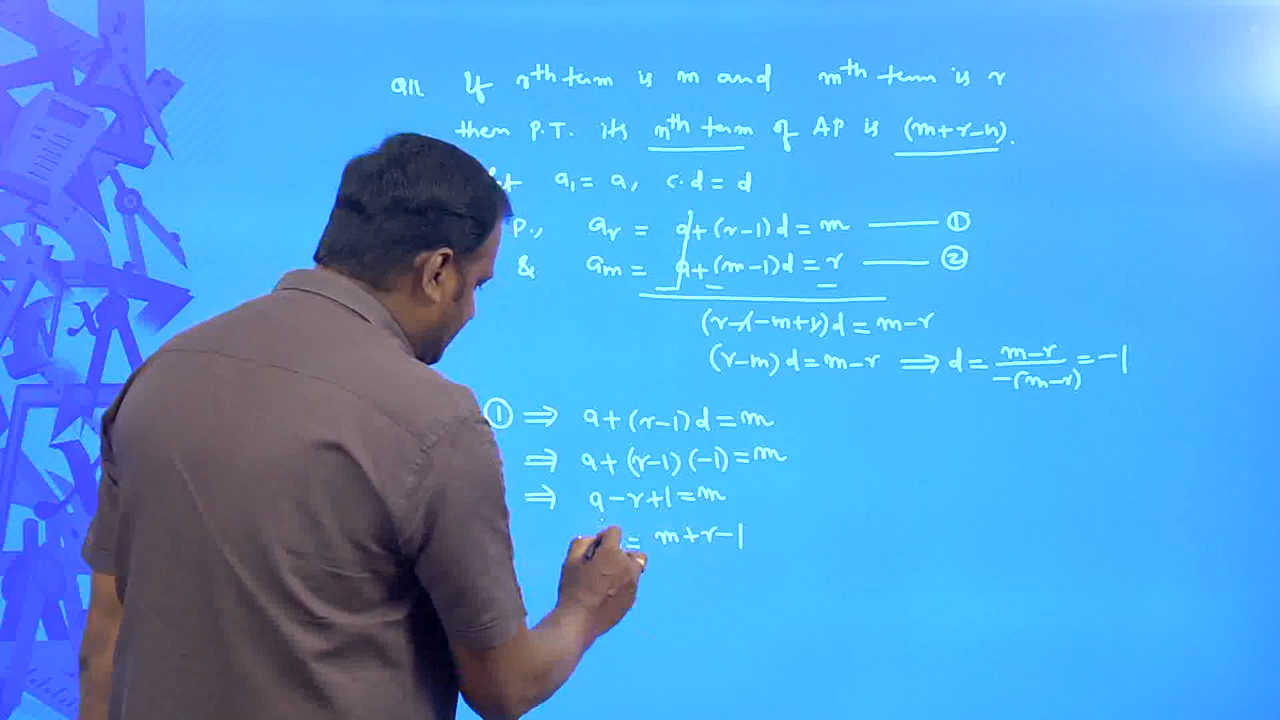 Q11. If rth term is m and mth term is r
then P.T. its nth term of AP is (m+r-n).
a₁ = a, c.d = d
P., aᵣ = a+(r-1)d = m —— ①
& aₘ = a+(m-1)d = r —— ②
(r-1-m+1)d = m-r
(r-m)d = m-r ⟹ d = (m-r)/(-(m-r)) = -1
① ⟹ a+(r-1)d = m
⟹ a+(r-1)(-1) = m
⟹ a-r+1 = m
= m+r-1